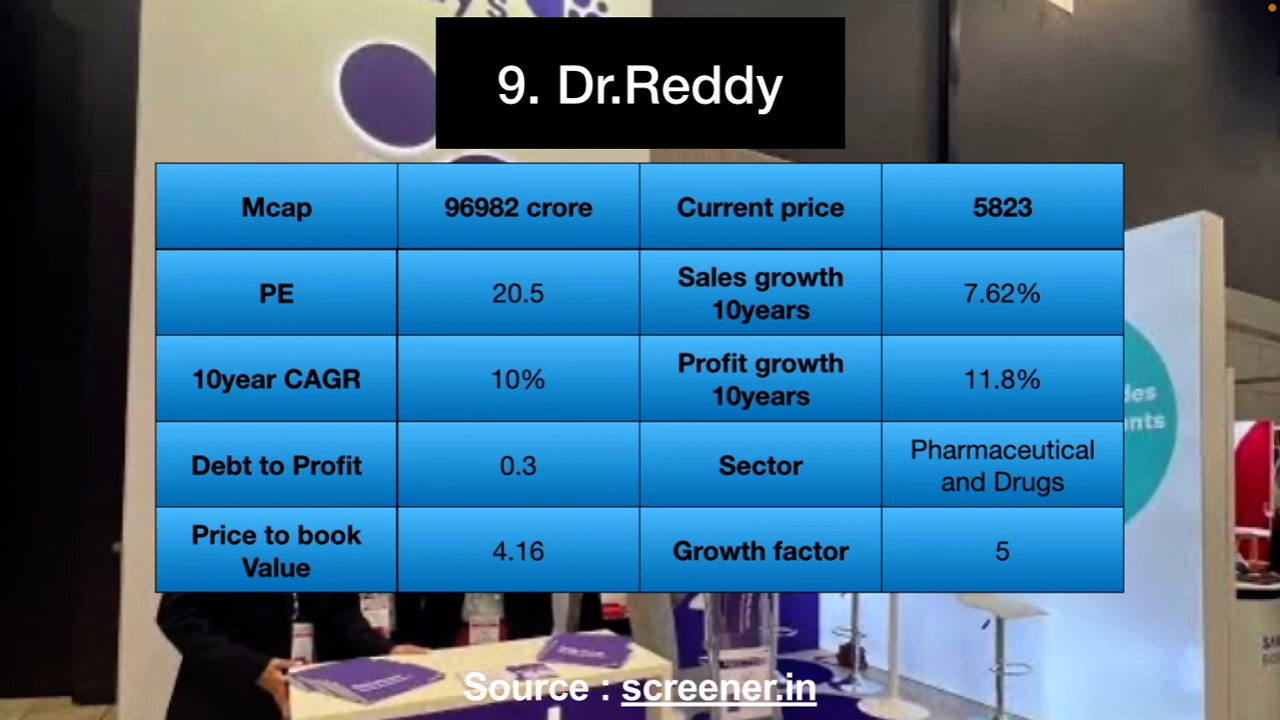 9. Dr.Reddy
Mcap
96982 crore
Current price
5823
PE
20.5
Sales growth
10years
7.62%
10year CAGR
10%
Profit growth
10years
11.8%
Debt to Profit
0.3
Sector
Pharmaceutical
and Drugs
Price to book
Value
4.16
Growth factor
5
Source : screener.in